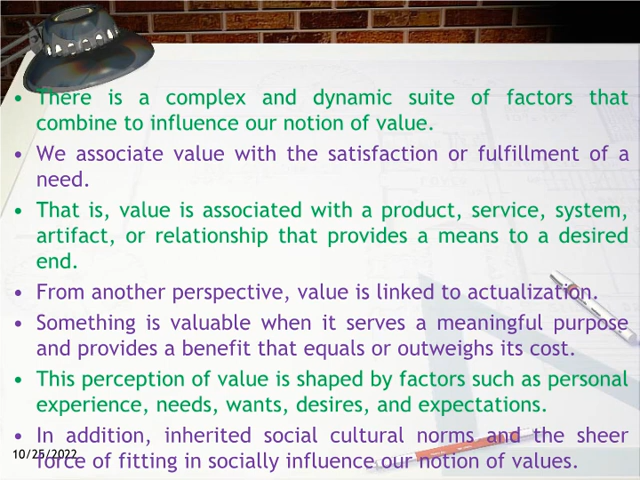 • There is a complex and dynamic suite of factors that
combine to influence our notion of value.
• We associate value with the satisfaction or fulfillment of a
need.
• That is, value is associated with a product, service, system,
artifact, or relationship that provides a means to a desired
end.
• From another perspective, value is linked to actualization.
• Something is valuable when it serves a meaningful purpose
and provides a benefit that equals or outweighs its cost.
• This perception of value is shaped by factors such as personal
experience, needs, wants, desires, and expectations.
• In addition, inherited social cultural norms and the sheer
force of fitting in socially influence our notion of values.
10/25/2022